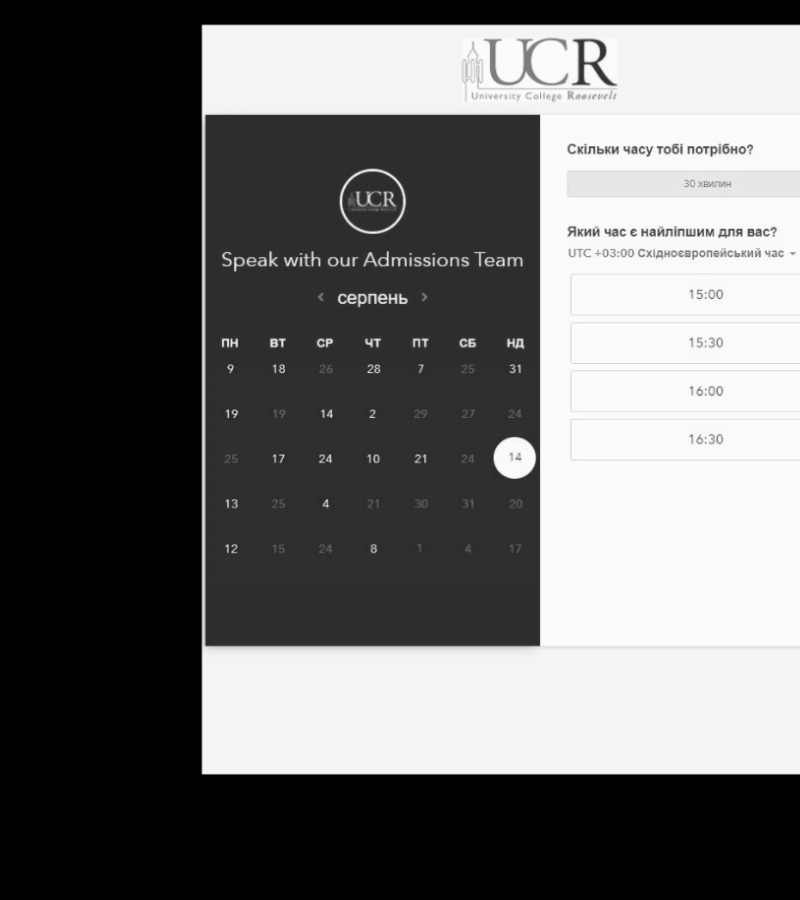 UCR
University College Roosevelt
UCR
Speak with our Admissions Team
< серпень >
ПН ВТ СР ЧТ ПТ СБ НД
9 18 26 28 7 25 31
19 19 14 2 29 27 24
25 17 24 10 21 24 14
13 25 4 21 30 31 20
12 15 24 8 1 4 17
Скільки часу тобі потрібно?
30 хвилин
Який час є найліпшим для вас?
UTC +03:00 Східноєвропейський час
15:00
15:30
16:00
16:30